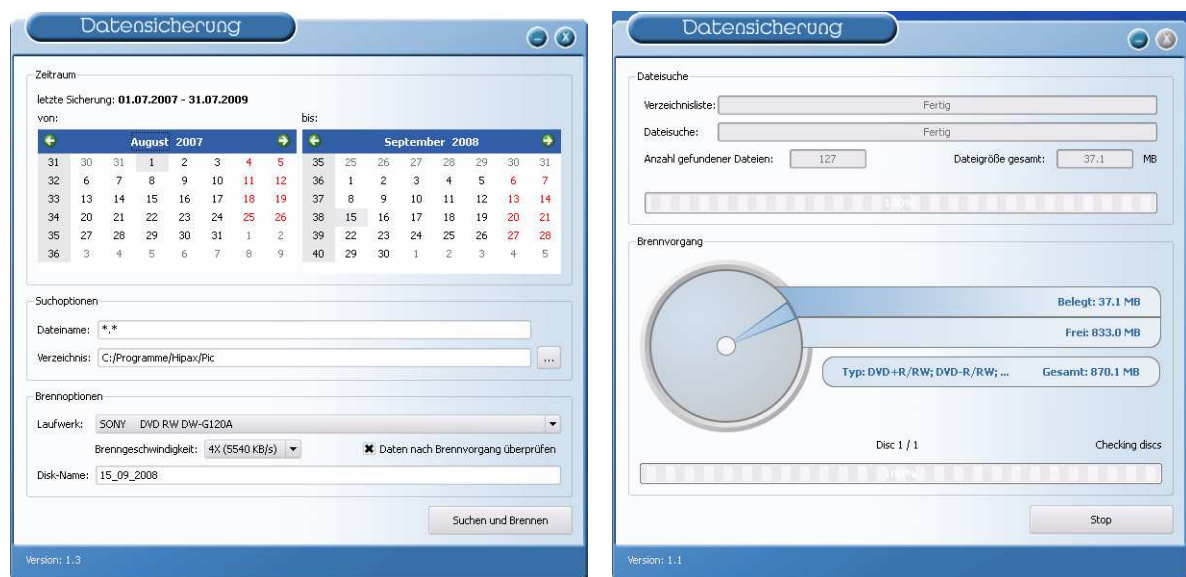 Datensicherung
Zeitraum
letzte Sicherung: 01.07.2007 - 31.07.2009
von:
bis:
August 2007
31 30 31 1 2 3 4 5
32 6 7 8 9 10 11 12
33 13 14 15 16 17 18 19
34 20 21 22 23 24 25 26
35 27 28 29 30 31 1 2
36 3 4 5 6 7 8 9
September 2008
35 25 26 27 28 29 30 31
36 1 2 3 4 5 6 7
37 8 9 10 11 12 13 14
38 15 16 17 18 19 20 21
39 22 23 24 25 26 27 28
40 29 30 1 2 3 4 5
Suchoptionen
Dateiname: *.*
Verzeichnis: C:/Programme/Hipax/Pic
...
Brennoptionen
Laufwerk: SONY DVD RW DW-G120A
Brenngeschwindigkeit: 4X (5540 KB/s)
Daten nach Brennvorgang überprüfen
Disk-Name: 15_09_2008
Suchen und Brennen
Version: 1.3
Datensicherung
Dateisuche
Verzeichnisliste: Fertig
Dateisuche: Fertig
Anzahl gefundener Dateien: 127 Dateigröße gesamt: 37.1 MB
100%
Brennvorgang
Belegt: 37.1 MB
Frei: 833.0 MB
Typ: DVD+R/RW; DVD-R/RW; ... Gesamt: 870.1 MB
Disc 1 / 1 Checking discs
100%
Stop
Version: 1.1